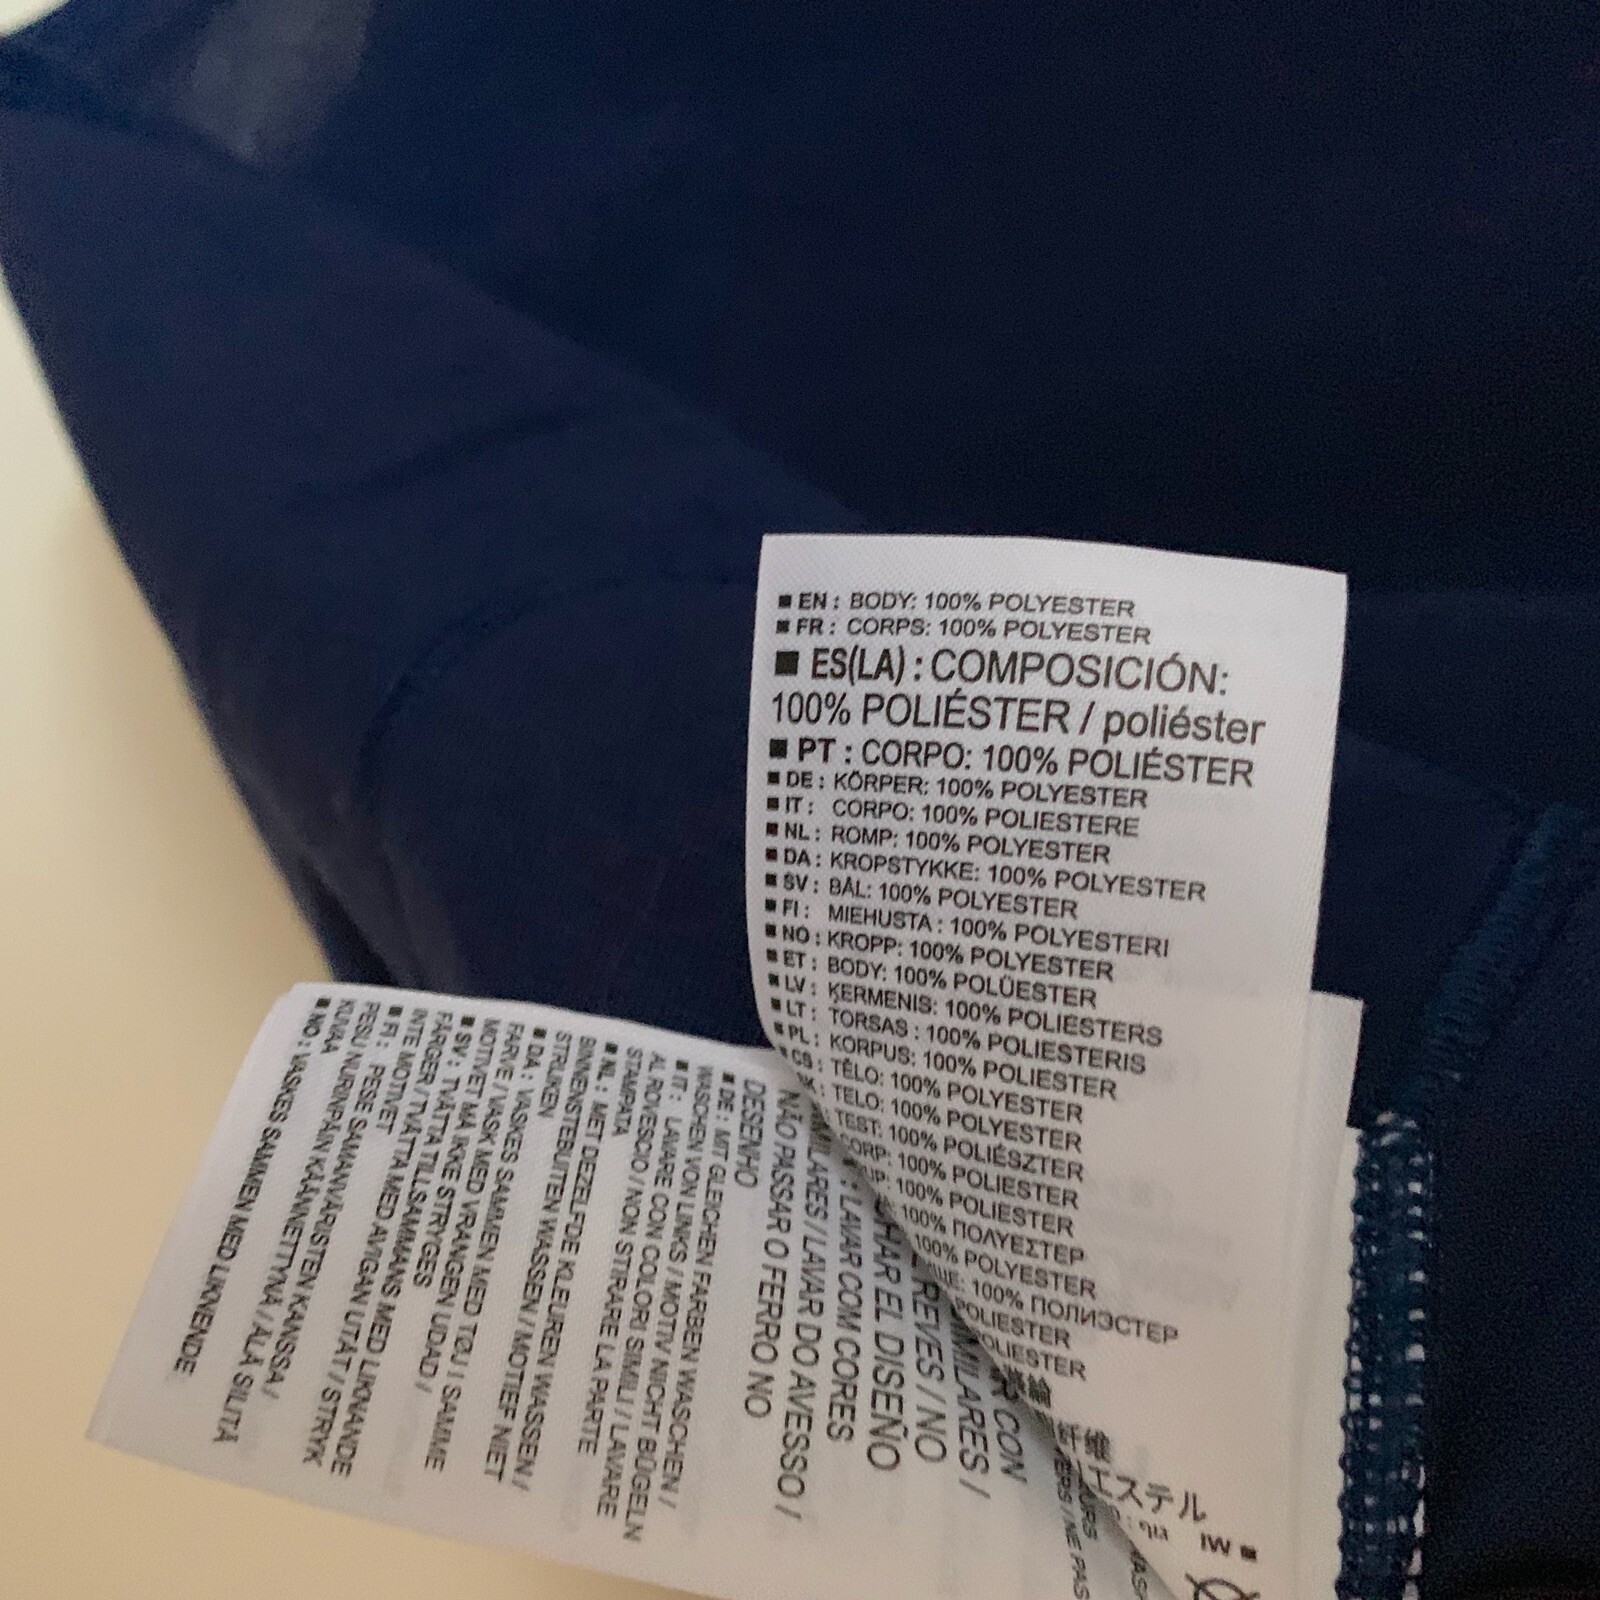 ■ EN : BODY: 100% POLYESTER
■ FR : CORPS: 100% POLYESTER
■ ES(LA) : COMPOSICIÓN:
100% POLIÉSTER / poliéster
■ PT : CORPO: 100% POLIÉSTER
■ DE : KÖRPER: 100% POLYESTER
■ IT : CORPO: 100% POLIESTERE
■ NL : ROMP: 100% POLYESTER
■ DA : KROPSTYKKE: 100% POLYESTER
■ SV : BÅL: 100% POLYESTER
■ FI : MIEHUSTA : 100% POLYESTERI
■ NO : KROPP: 100% POLYESTER
■ ET : BODY: 100% POLÜESTER
■ LV : ĶERMENIS: 100% POLIESTERS
■ LT : TORSAS : 100% POLIESTERIS
■ PL : KORPUS: 100% POLIESTER
■ CS : TĚLO: 100% POLYESTER
TELO: 100% POLYESTER
TEST: 100% POLIÉSZTER
CORP: 100% POLIESTER
100% POLIESTER
100% ΠΟΛΥΕΣΤΕΡ
100% POLYESTER
100% ПОЛИЭСТЕР
POLIESTER
POLIESTER
エステル
■ IW
CON
REVES / NO
EL DISEÑO
LAVAR COM CORES
/ LAVAR DO AVESSO /
NÃO PASSAR O FERRO NO
DESENHO
■ DE : MIT GLEICHEN FARBEN WASCHEN /
WASCHEN VON LINKS / MOTIV NICHT BÜGELN
■ IT : LAVARE CON COLORI SIMILI / LAVARE
AL ROVESCIO / NON STIRARE LA PARTE
STAMPATA
■ NL : MET DEZELFDE KLEUREN WASSEN /
BINNENSTEBUITEN WASSEN / MOTIEF NIET
STRIJKEN
■ DA : VASKES SAMMEN MED TØJ I SAMME
FARVE / VASK MED VRANGEN UDAD /
MOTIVET MÅ IKKE STRYGES
■ SV : TVÄTTA TILLSAMMANS MED LIKNANDE
FÄRGER / TVÄTTA MED AVIGAN UTÅT / STRYK
INTE MOTIVET
■ FI : PESE SAMANVÄRISTEN KANSSA /
PESU NURINPÄIN KÄÄNNETTYNÄ / ÄLÄ SILITÄ
KUVAA
■ NO : VASKES SAMMEN MED LIKNENDE